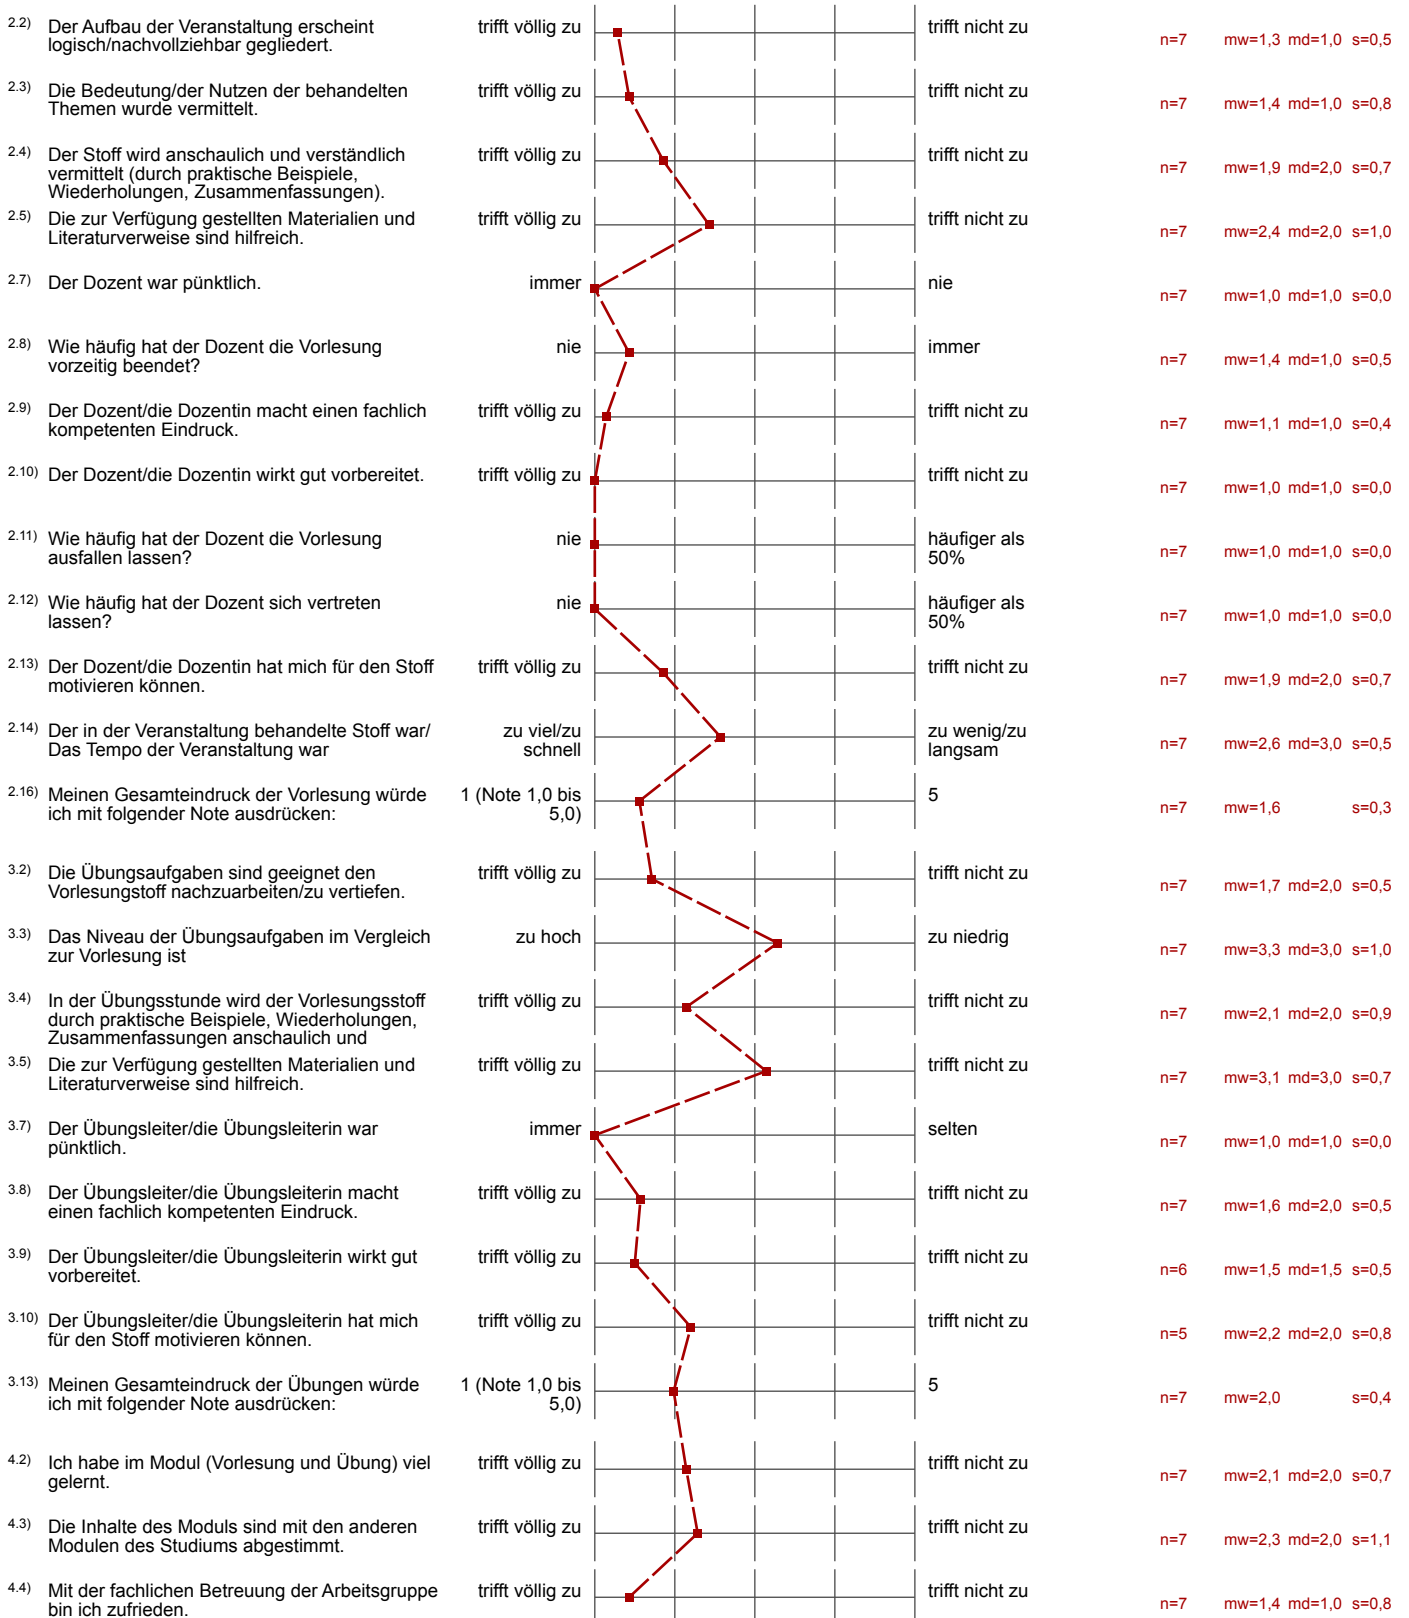 2.2) Der Aufbau der Veranstaltung erscheint trifft völlig zu trifft nicht zu
logisch/nachvollziehbar gegliedert. n=7 mw=1,3 md=1,0 s=0,5
2.3) Die Bedeutung/der Nutzen der behandelten trifft völlig zu trifft nicht zu
Themen wurde vermittelt. n=7 mw=1,4 md=1,0 s=0,8
2.4) Der Stoff wird anschaulich und verständlich trifft völlig zu trifft nicht zu
vermittelt (durch praktische Beispiele, n=7 mw=1,9 md=2,0 s=0,7
Wiederholungen, Zusammenfassungen).
2.5) Die zur Verfügung gestellten Materialien und trifft völlig zu trifft nicht zu
Literaturverweise sind hilfreich. n=7 mw=2,4 md=2,0 s=1,0
2.7) Der Dozent war pünktlich. immer nie
n=7 mw=1,0 md=1,0 s=0,0
2.8) Wie häufig hat der Dozent die Vorlesung nie immer
vorzeitig beendet? n=7 mw=1,4 md=1,0 s=0,5
2.9) Der Dozent/die Dozentin macht einen fachlich trifft völlig zu trifft nicht zu
kompetenten Eindruck. n=7 mw=1,1 md=1,0 s=0,4
2.10) Der Dozent/die Dozentin wirkt gut vorbereitet. trifft völlig zu trifft nicht zu
n=7 mw=1,0 md=1,0 s=0,0
2.11) Wie häufig hat der Dozent die Vorlesung nie häufiger als
ausfallen lassen? 50% n=7 mw=1,0 md=1,0 s=0,0
2.12) Wie häufig hat der Dozent sich vertreten nie häufiger als
lassen? 50% n=7 mw=1,0 md=1,0 s=0,0
2.13) Der Dozent/die Dozentin hat mich für den Stoff trifft völlig zu trifft nicht zu
motivieren können. n=7 mw=1,9 md=2,0 s=0,7
2.14) Der in der Veranstaltung behandelte Stoff war/ zu viel/zu zu wenig/zu
Das Tempo der Veranstaltung war schnell langsam n=7 mw=2,6 md=3,0 s=0,5
2.16) Meinen Gesamteindruck der Vorlesung würde 1 (Note 1,0 bis 5
ich mit folgender Note ausdrücken: 5,0) n=7 mw=1,6 s=0,3
3.2) Die Übungsaufgaben sind geeignet den trifft völlig zu trifft nicht zu
Vorlesungstoff nachzuarbeiten/zu vertiefen. n=7 mw=1,7 md=2,0 s=0,5
3.3) Das Niveau der Übungsaufgaben im Vergleich zu hoch zu niedrig
zur Vorlesung ist n=7 mw=3,3 md=3,0 s=1,0
3.4) In der Übungsstunde wird der Vorlesungsstoff trifft völlig zu trifft nicht zu
durch praktische Beispiele, Wiederholungen, n=7 mw=2,1 md=2,0 s=0,9
Zusammenfassungen anschaulich und
3.5) Die zur Verfügung gestellten Materialien und trifft völlig zu trifft nicht zu
Literaturverweise sind hilfreich. n=7 mw=3,1 md=3,0 s=0,7
3.7) Der Übungsleiter/die Übungsleiterin war immer selten
pünktlich. n=7 mw=1,0 md=1,0 s=0,0
3.8) Der Übungsleiter/die Übungsleiterin macht trifft völlig zu trifft nicht zu
einen fachlich kompetenten Eindruck. n=7 mw=1,6 md=2,0 s=0,5
3.9) Der Übungsleiter/die Übungsleiterin wirkt gut trifft völlig zu trifft nicht zu
vorbereitet. n=6 mw=1,5 md=1,5 s=0,5
3.10) Der Übungsleiter/die Übungsleiterin hat mich trifft völlig zu trifft nicht zu
für den Stoff motivieren können. n=5 mw=2,2 md=2,0 s=0,8
3.13) Meinen Gesamteindruck der Übungen würde 1 (Note 1,0 bis 5
ich mit folgender Note ausdrücken: 5,0) n=7 mw=2,0 s=0,4
4.2) Ich habe im Modul (Vorlesung und Übung) viel trifft völlig zu trifft nicht zu
gelernt. n=7 mw=2,1 md=2,0 s=0,7
4.3) Die Inhalte des Moduls sind mit den anderen trifft völlig zu trifft nicht zu
Modulen des Studiums abgestimmt. n=7 mw=2,3 md=2,0 s=1,1
4.4) Mit der fachlichen Betreuung der Arbeitsgruppe trifft völlig zu trifft nicht zu
bin ich zufrieden. n=7 mw=1,4 md=1,0 s=0,8